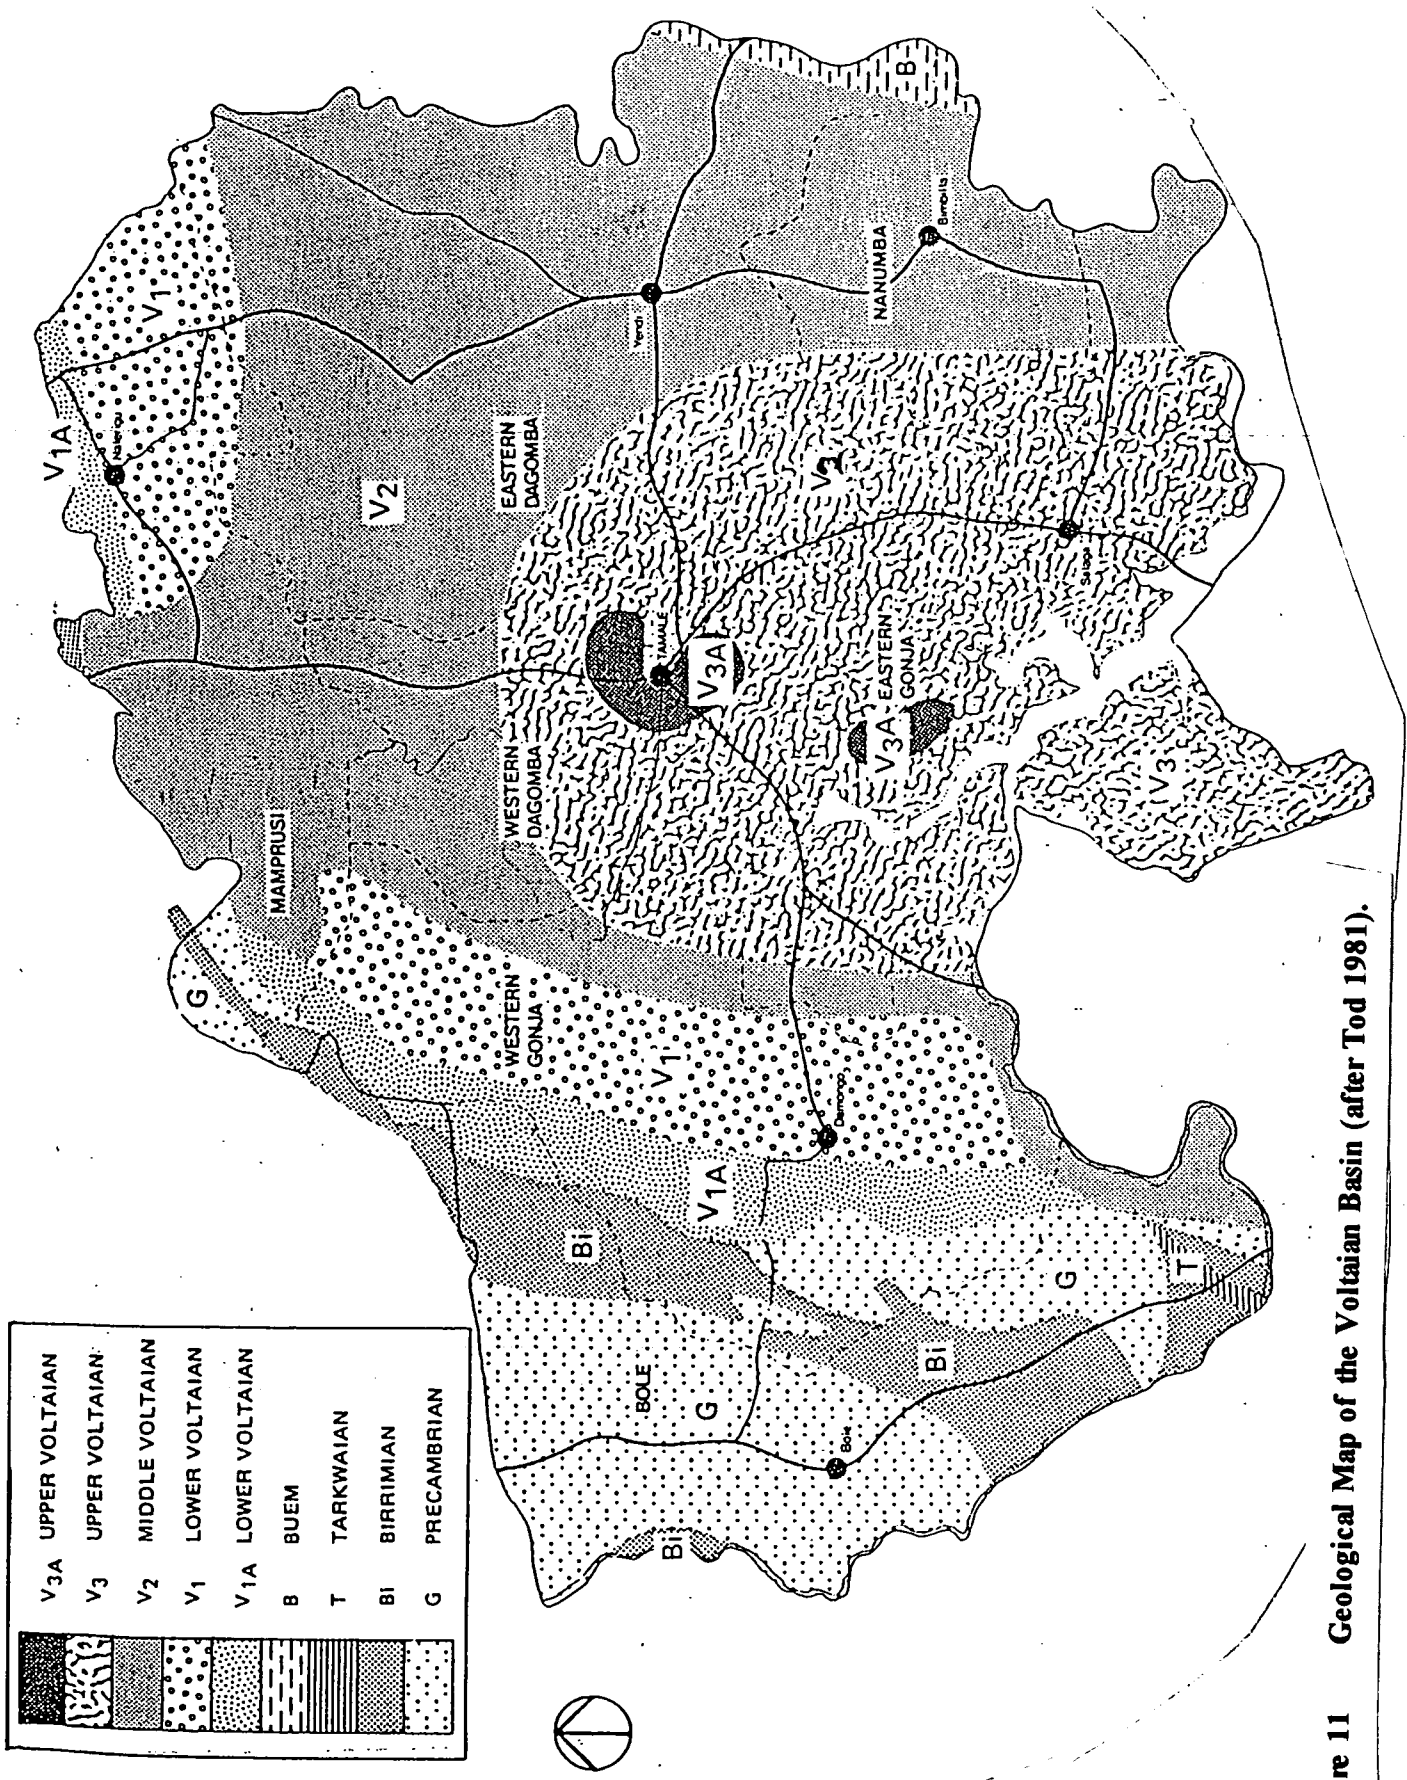 V3A UPPER VOLTAIAN
V3 UPPER VOLTAIAN
V2 MIDDLE VOLTAIAN
V1 LOWER VOLTAIAN
V1A LOWER VOLTAIAN
B BUEM
T TARKWAIAN
Bi BIRRIMIAN
G PRECAMBRIAN
G
MAMPRUSI
V1A
V1
Bi
V1A
WESTERN
GONJA
V1
Damongo
BOLE
G
Bole
Bi
Bi
G
T
V2
WESTERN
DAGOMBA
EASTERN
DAGOMBA
TAMALE
V3A
Yendi
V3
V3A
EASTERN
GONJA
NANUMBA
Bimbilla
B
Salaga
V3
re 11 Geological Map of the Voltaian Basin (after Tod 1981).